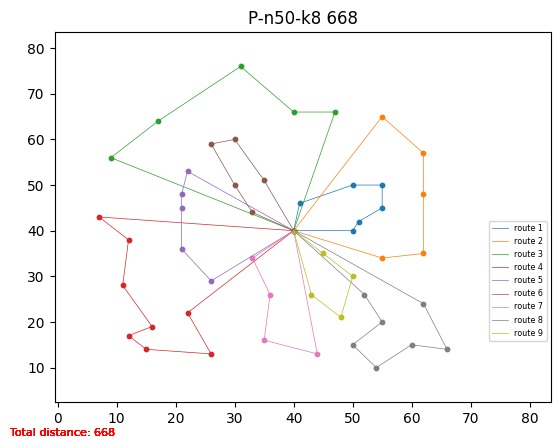 P-n50-k8 668
80
70
60
50
40
30
20
10
0 10 20 30 40 50 60 70 80
route 1
route 2
route 3
route 4
route 5
route 6
route 7
route 8
route 9
Total distance: